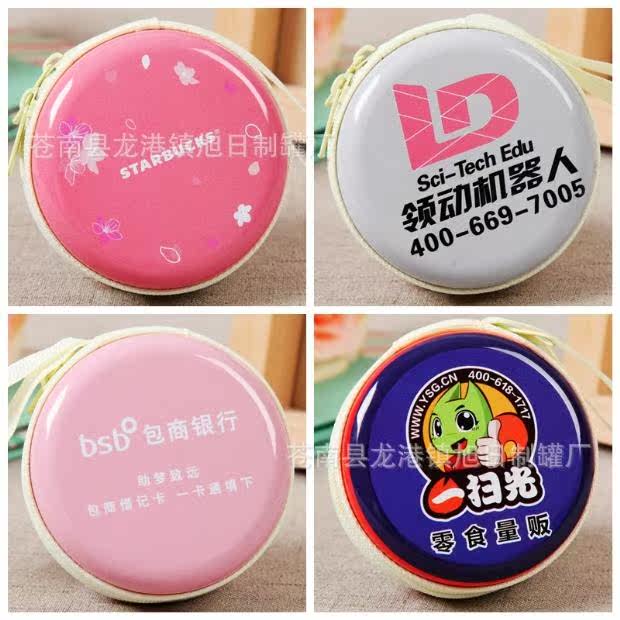 苍南县龙港镇旭日制罐厂
STARBUCKS
LD
Sci-Tech Edu
领动机器人
400-669-7005
bsb 包商银行
助梦致远
包商借记卡 一卡通填下
苍南县龙港镇旭日制罐厂
WWW.YSG.CN 400-618-1717
一扫光
零食量贩